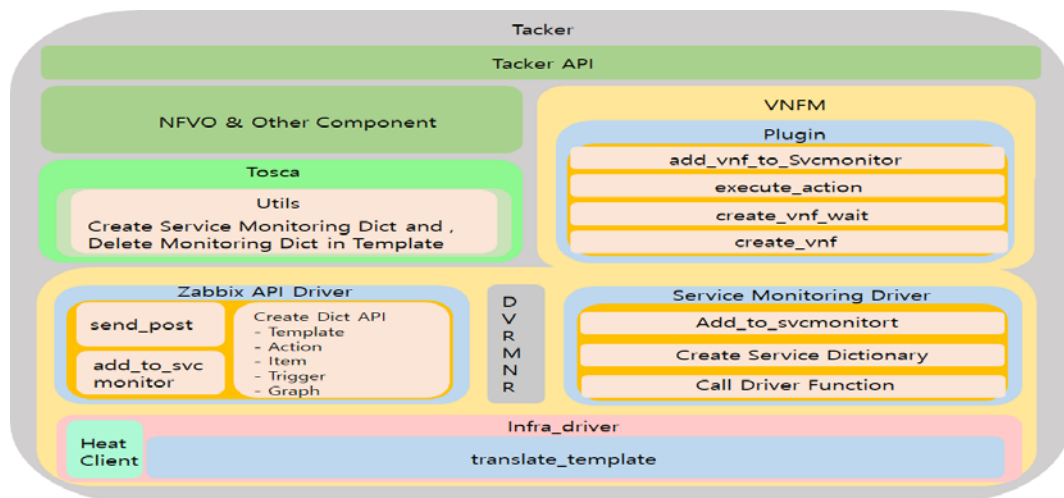 Tacker
Tacker API
NFVO & Other Component
VNFM
Plugin
add_vnf_to_Svcmonitor
execute_action
create_vnf_wait
create_vnf
Tosca
Utils
Create Service Monitoring Dict and ,
Delete Monitoring Dict in Template
Zabbix API Driver
send_post
add_to_svc
monitor
Create Dict API
- Template
- Action
- Item
- Trigger
- Graph
D
V
R
M
N
R
Service Monitoring Driver
Add_to_svcmonitort
Create Service Dictionary
Call Driver Function
Infra_driver
Heat
Client
translate_template